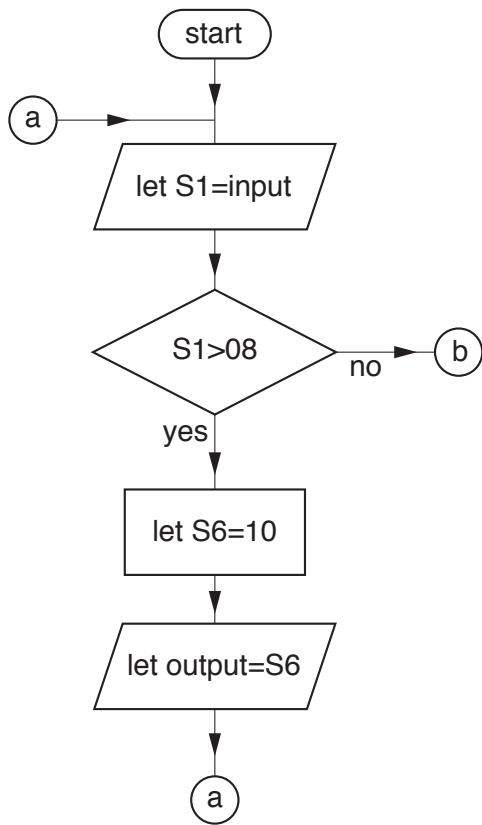 start
a
let S1=input
S1>08
no
b
yes
let S6=10
let output=S6
a